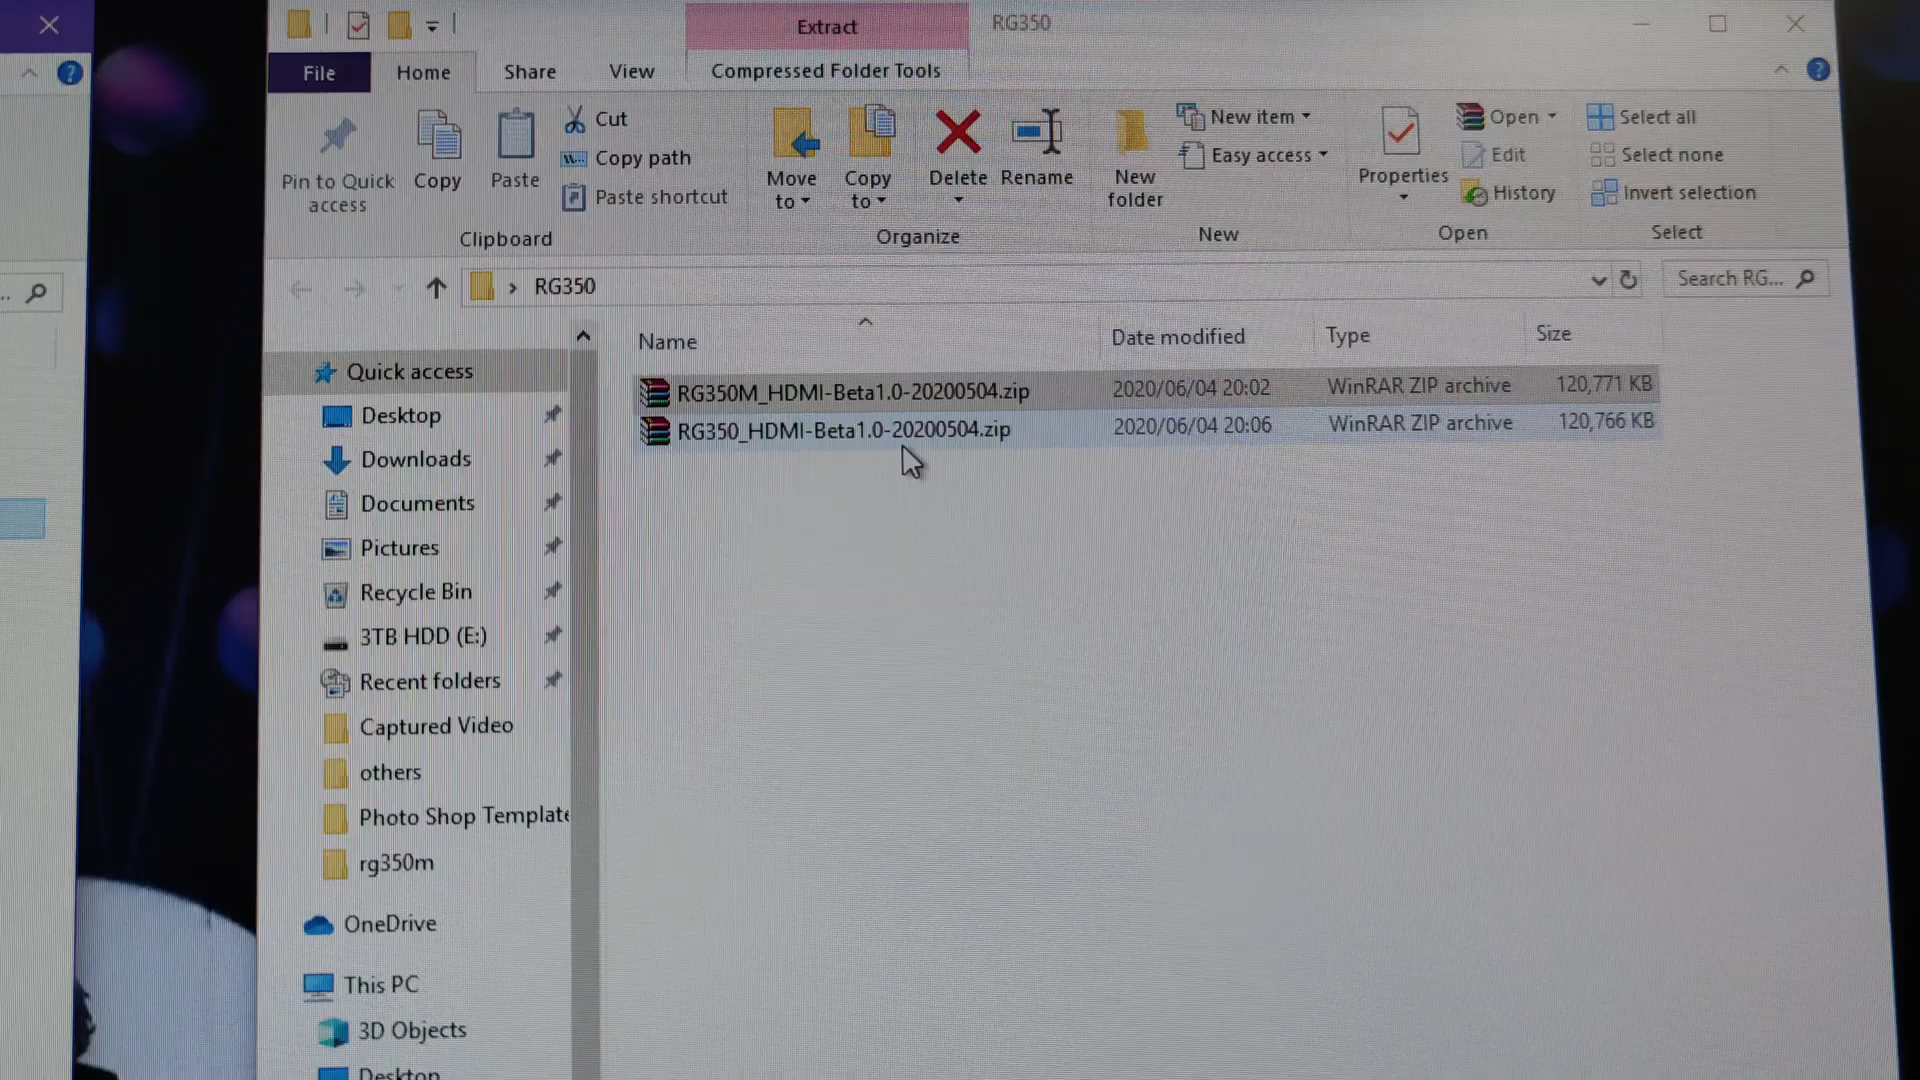 Extract
RG350
File
Home
Share
View
Compressed Folder Tools
Pin to Quick
access
Copy
Paste
Cut
Copy path
Paste shortcut
Clipboard
Move
to
Copy
to
Delete
Rename
Organize
New
folder
New item
Easy access
New
Properties
Open
Edit
History
Open
Select all
Select none
Invert selection
Select
RG350
Search RG...
Name
Date modified
Type
Size
RG350M_HDMI-Beta1.0-20200504.zip 2020/06/04 20:02 WinRAR ZIP archive 120,771 KB
RG350_HDMI-Beta1.0-20200504.zip 2020/06/04 20:06 WinRAR ZIP archive 120,766 KB
Quick access
Desktop
Downloads
Documents
Pictures
Recycle Bin
3TB HDD (E:)
Recent folders
Captured Video
others
Photo Shop Template
rg350m
OneDrive
This PC
3D Objects
Desktop